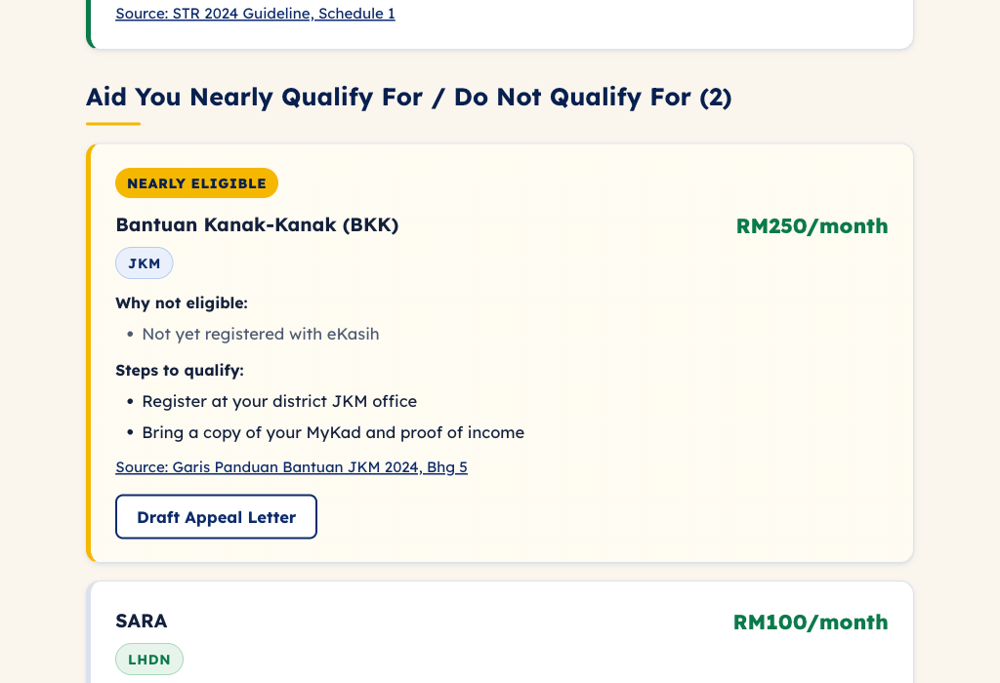 Source: STR 2024 Guideline, Schedule 1
Aid You Nearly Qualify For / Do Not Qualify For (2)
NEARLY ELIGIBLE
Bantuan Kanak-Kanak (BKK)
RM250/month
JKM
Why not eligible:
• Not yet registered with eKasih
Steps to qualify:
• Register at your district JKM office
• Bring a copy of your MyKad and proof of income
Source: Garis Panduan Bantuan JKM 2024, Bhg 5
Draft Appeal Letter
SARA
RM100/month
LHDN